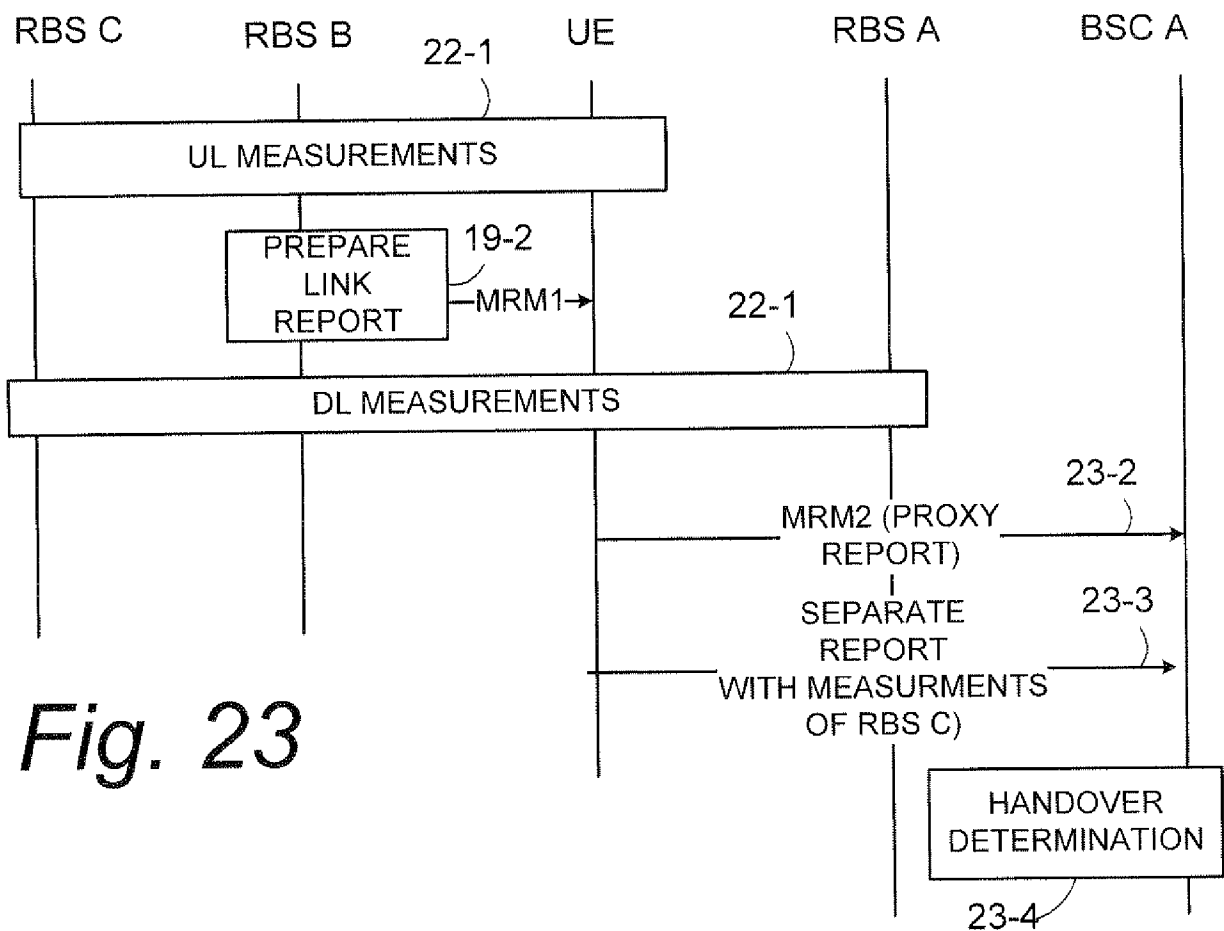 RBS C
RBS B
UE
RBS A
BSC A
22-1
UL MEASUREMENTS
PREPARE
LINK
REPORT
19-2
MRM1
22-1
DL MEASUREMENTS
23-2
MRM2 (PROXY
REPORT)
23-3
SEPARATE
REPORT
WITH MEASURMENTS
OF RBS C)
Fig. 23
HANDOVER
DETERMINATION
23-4